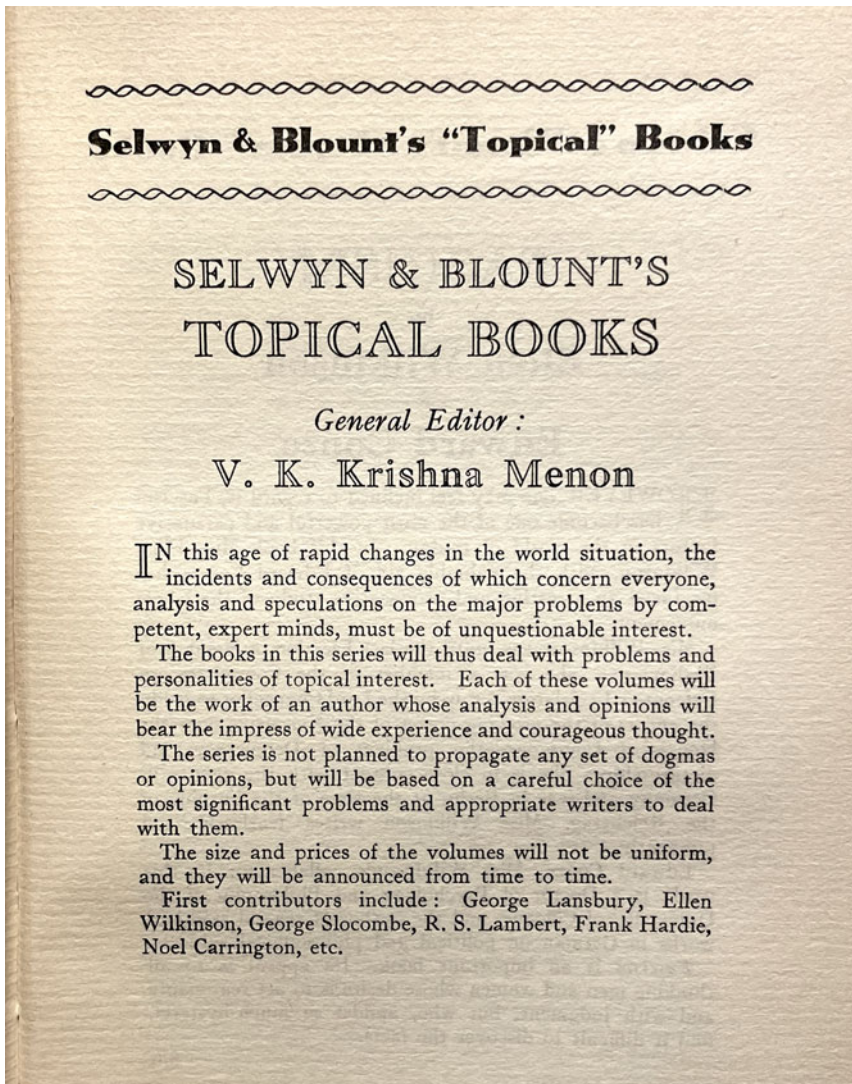 Selwyn & Blount's "Topical" Books
SELWYN & BLOUNT'S
TOPICAL BOOKS
General Editor :
V. K. Krishna Menon
IN this age of rapid changes in the world situation, the
incidents and consequences of which concern everyone,
analysis and speculations on the major problems by com-
petent, expert minds, must be of unquestionable interest.
The books in this series will thus deal with problems and
personalities of topical interest. Each of these volumes will
be the work of an author whose analysis and opinions will
bear the impress of wide experience and courageous thought.
The series is not planned to propagate any set of dogmas
or opinions, but will be based on a careful choice of the
most significant problems and appropriate writers to deal
with them.
The size and prices of the volumes will not be uniform,
and they will be announced from time to time.
First contributors include : George Lansbury, Ellen
Wilkinson, George Slocombe, R. S. Lambert, Frank Hardie,
Noel Carrington, etc.